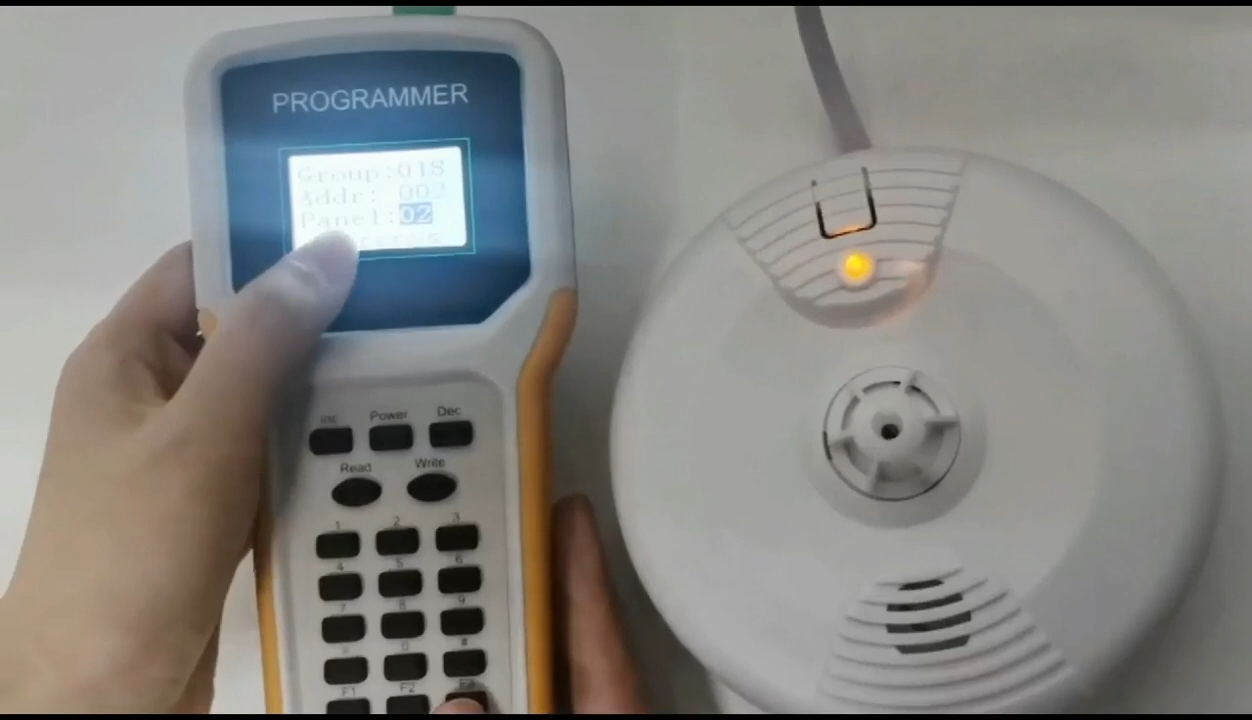 PROGRAMMER
Group:018
Addr: 002
Panel:02
Power Dec
Read Write
1 2 3
4 5 6
7 8 9
0 #
F1 F2 F3